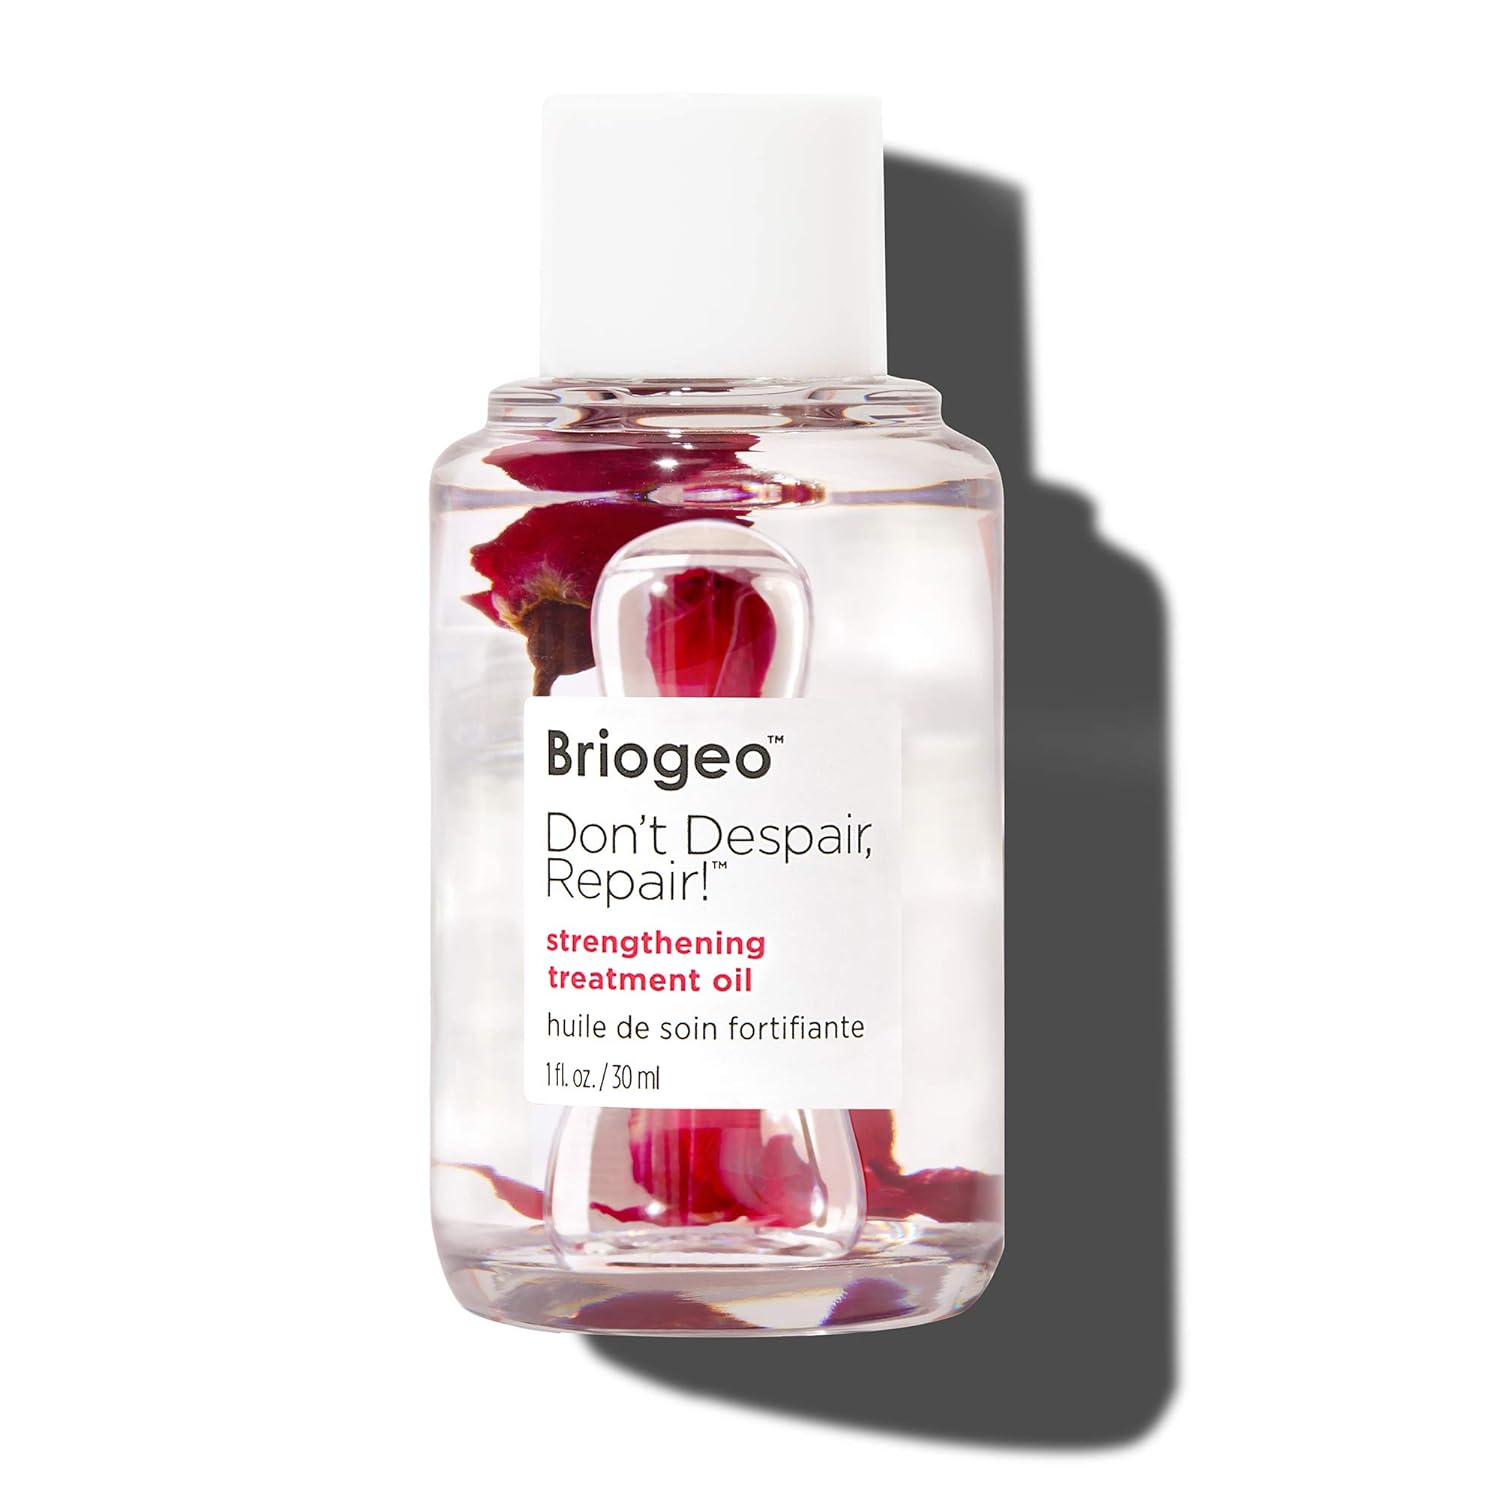 Briogeo™
Don't Despair,
Repair!™
strengthening
treatment oil
huile de soin fortifiante
1 fl. oz. / 30 ml